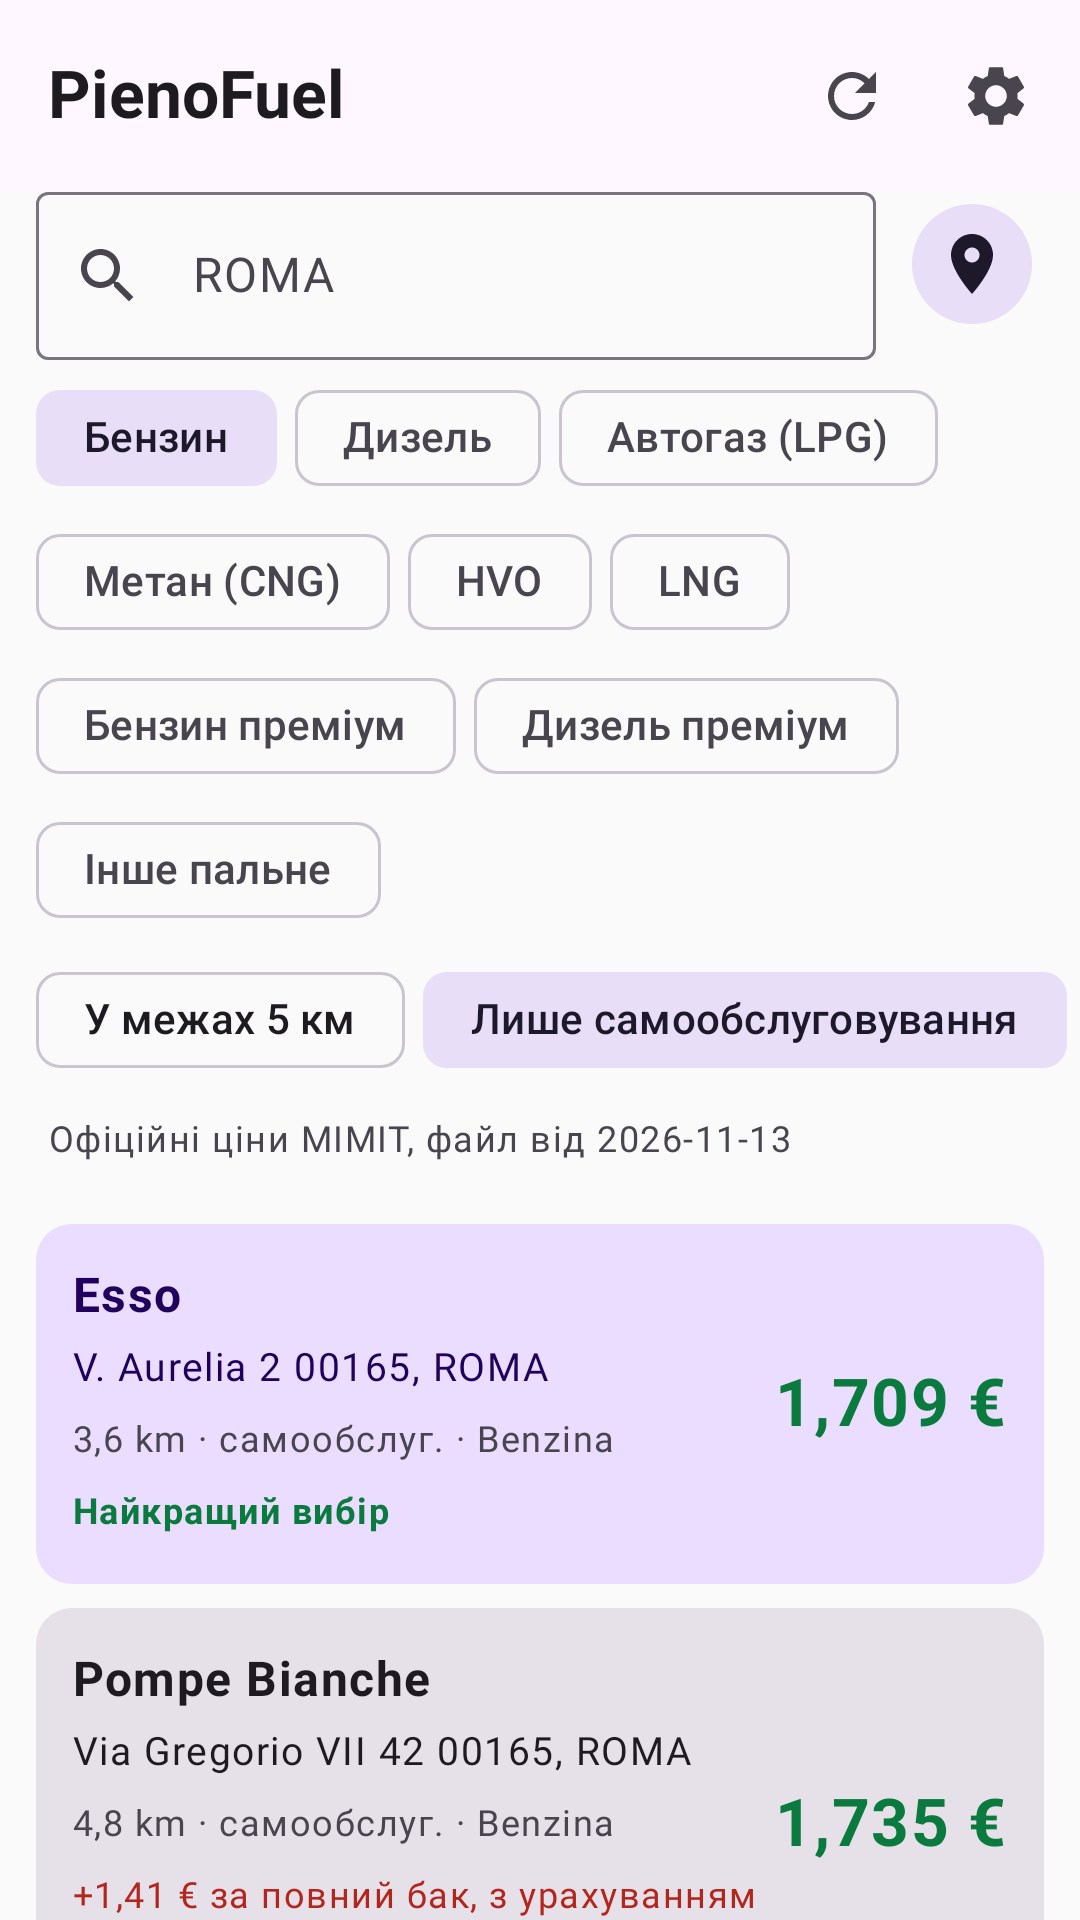 PienoFuel
ROMA
Бензин
Дизель
Автогаз (LPG)
Метан (CNG)
HVO
LNG
Бензин преміум
Дизель преміум
Інше пальне
У межах 5 км
Лише самообслуговування
Офіційні ціни MIMIT, файл від 2026-11-13
Esso
V. Aurelia 2 00165, ROMA
3,6 km · самообслуг. · Benzina
Найкращий вибір
1,709 €
Pompe Bianche
Via Gregorio VII 42 00165, ROMA
4,8 km · самообслуг. · Benzina
1,735 €
+1,41 € за повний бак, з урахуванням